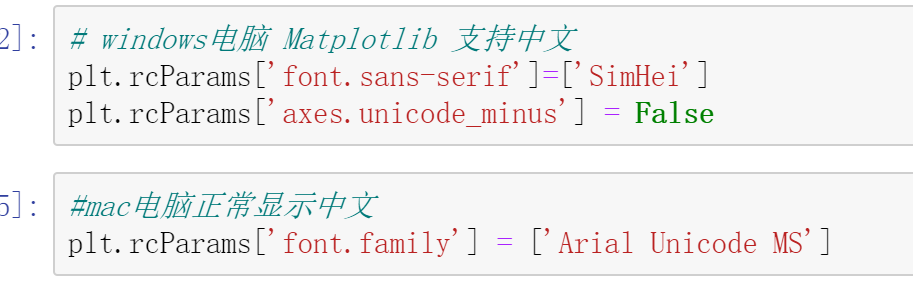 2]:
# windows电脑 Matplotlib 支持中文
plt.rcParams['font.sans-serif']=['SimHei']
plt.rcParams['axes.unicode_minus'] = False
5]:
#mac电脑正常显示中文
plt.rcParams['font.family'] = ['Arial Unicode MS']